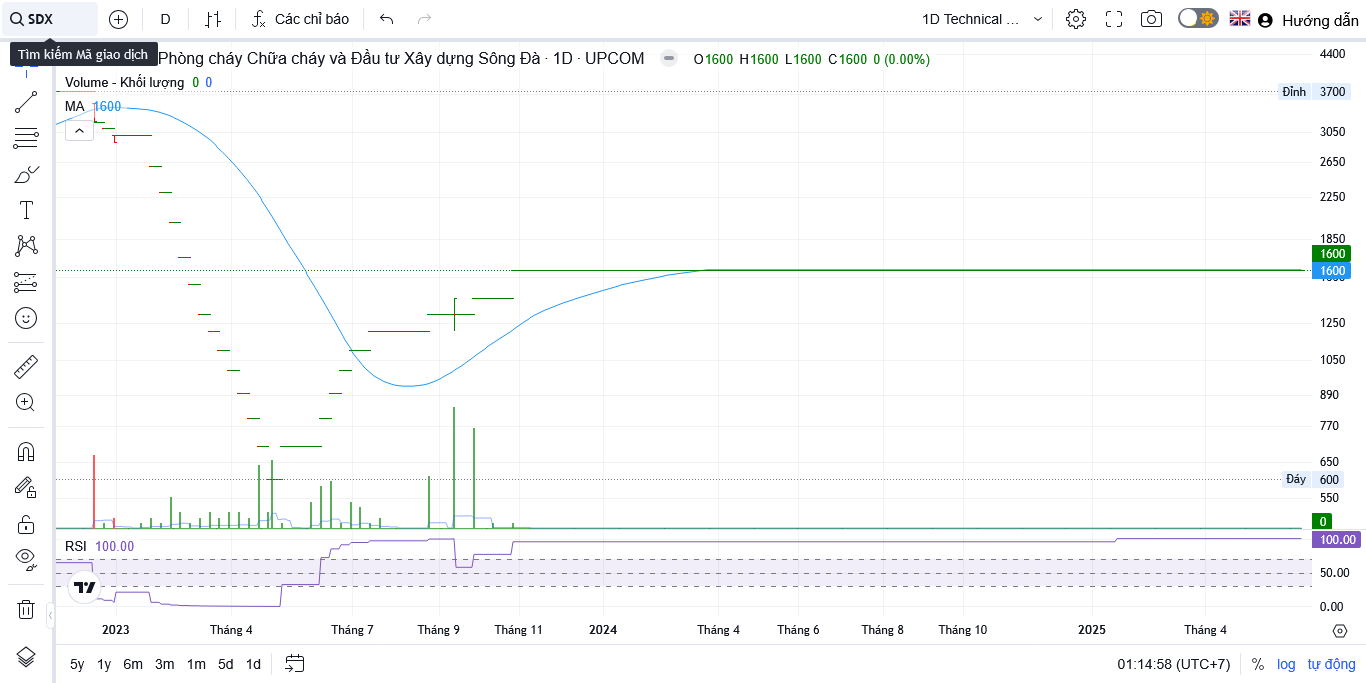 SDX D Các chỉ báo 1D Technical ... Hướng dẫn
Tìm kiếm Mã giao dịch
Phòng cháy Chữa cháy và Đầu tư Xây dựng Sông Đà · 1D · UPCOM O1600 H1600 L1600 C1600 0 (0.00%)
Volume - Khối lượng 0 0
MA 1600
4400
Đỉnh 3700
3050
2650
2250
1850
1600
1600
1250
1050
890
770
650
Đáy 600
550
0
RSI 100.00
100.00
50.00
0.00
2023 Tháng 4 Tháng 7 Tháng 9 Tháng 11 2024 Tháng 4 Tháng 6 Tháng 8 Tháng 10 2025 Tháng 4
5y 1y 6m 3m 1m 5d 1d 01:14:58 (UTC+7) % log tự động